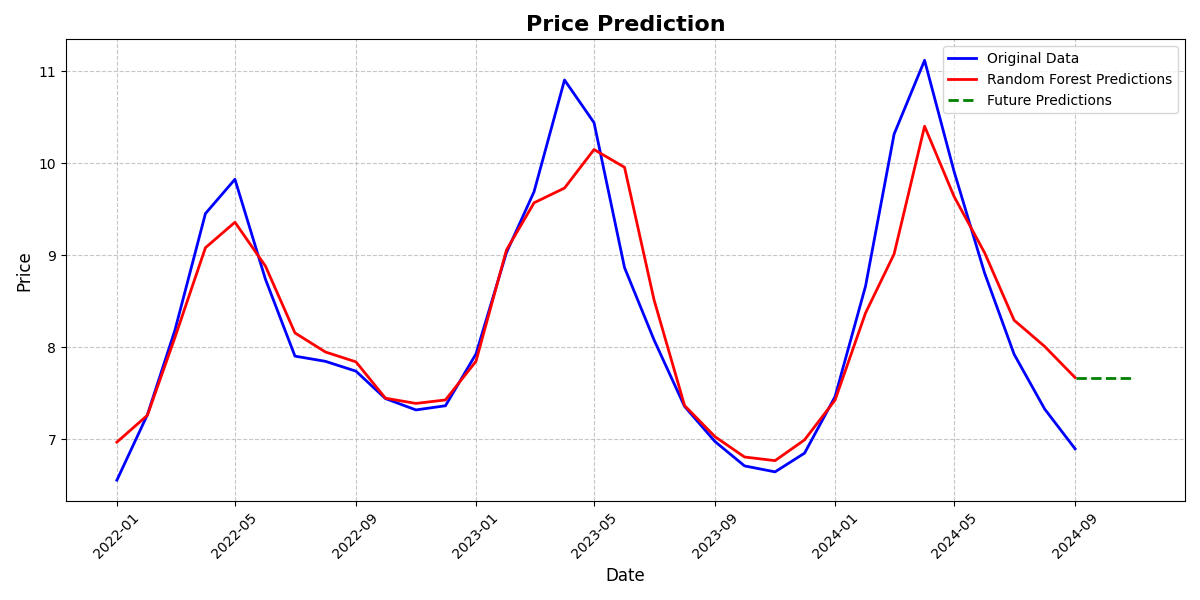 Price Prediction
Original Data
Random Forest Predictions
Future Predictions
Price
11
10
9
8
7
2022-01
2022-05
2022-09
2023-01
2023-05
2023-09
2024-01
2024-05
2024-09
Date